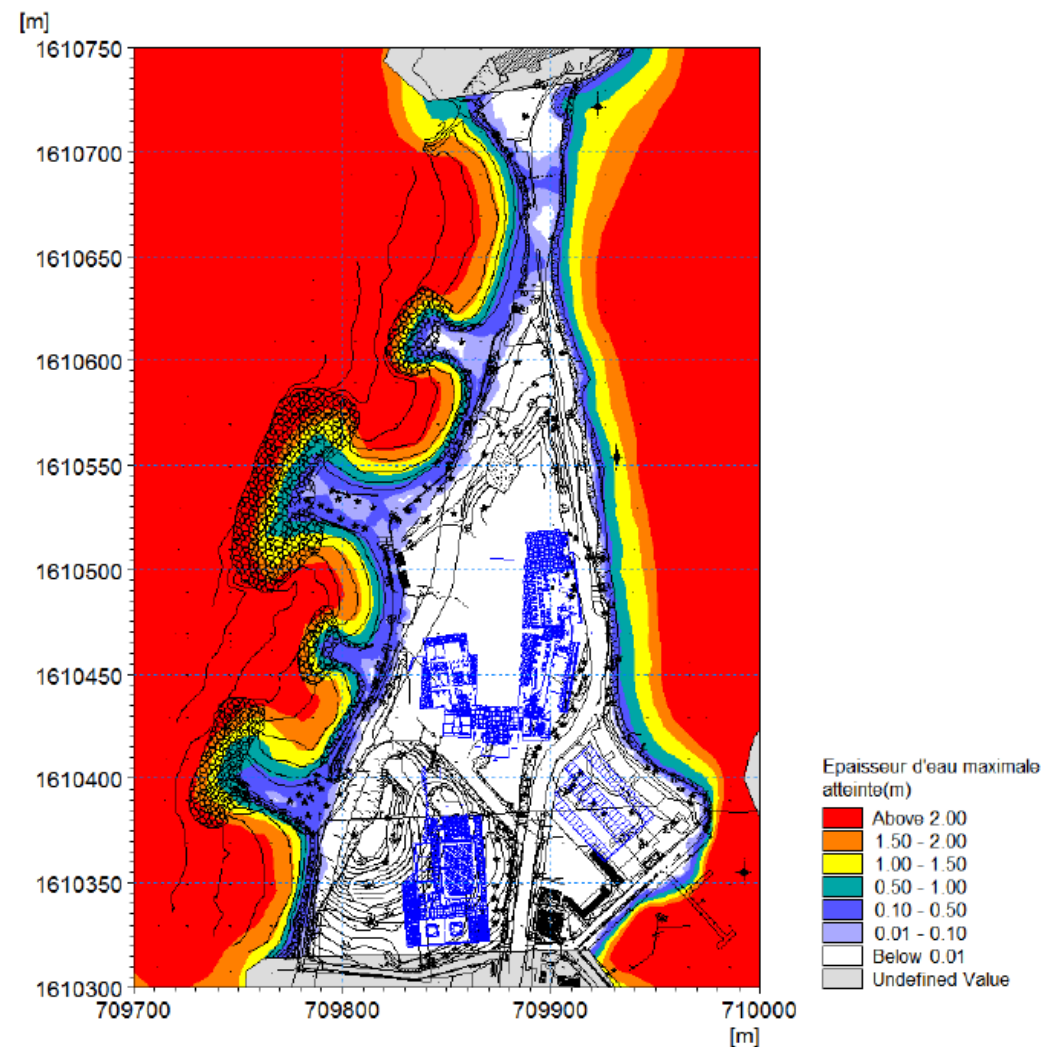 [m]
1610750
1610700
1610650
1610600
1610550
1610500
1610450
1610400
1610350
1610300
709700
709800
709900
710000
[m]
Epaisseur d'eau maximale
atteinte(m)
Above 2.00
1.50 - 2.00
1.00 - 1.50
0.50 - 1.00
0.10 - 0.50
0.01 - 0.10
Below 0.01
Undefined Value